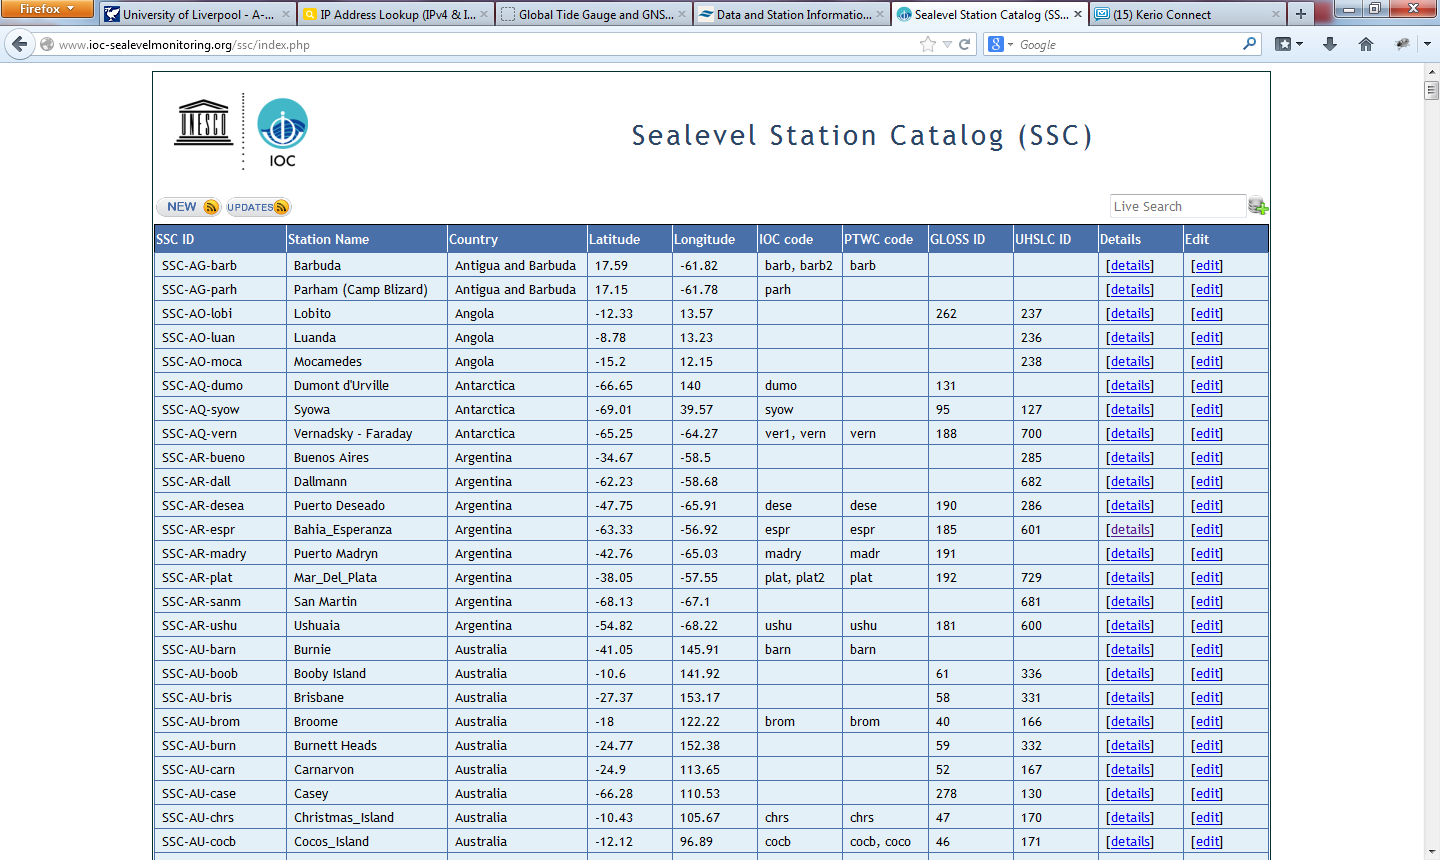 Firefox
University of Liverpool - A-... IP Address Lookup (IPv4 & I... Global Tide Gauge and GNS... Data and Station Informatio... Sealevel Station Catalog (SS... (15) Kerio Connect
www.ioc-sealevelmonitoring.org/ssc/index.php Google
UNESCO IOC
Sealevel Station Catalog (SSC)
NEW UPDATES Live Search
SSC ID Station Name Country Latitude Longitude IOC code PTWC code GLOSS ID UHSLC ID Details Edit
SSC-AG-barb Barbuda Antigua and Barbuda 17.59 -61.82 barb, barb2 barb [details] [edit]
SSC-AG-parh Parham (Camp Blizard) Antigua and Barbuda 17.15 -61.78 parh [details] [edit]
SSC-AO-lobi Lobito Angola -12.33 13.57 262 237 [details] [edit]
SSC-AO-luan Luanda Angola -8.78 13.23 236 [details] [edit]
SSC-AO-moca Mocamedes Angola -15.2 12.15 238 [details] [edit]
SSC-AQ-dumo Dumont d'Urville Antarctica -66.65 140 dumo 131 [details] [edit]
SSC-AQ-syow Syowa Antarctica -69.01 39.57 syow 95 127 [details] [edit]
SSC-AQ-vern Vernadsky - Faraday Antarctica -65.25 -64.27 ver1, vern vern 188 700 [details] [edit]
SSC-AR-bueno Buenos Aires Argentina -34.67 -58.5 285 [details] [edit]
SSC-AR-dall Dallmann Argentina -62.23 -58.68 682 [details] [edit]
SSC-AR-desea Puerto Deseado Argentina -47.75 -65.91 dese dese 190 286 [details] [edit]
SSC-AR-espr Bahia_Esperanza Argentina -63.33 -56.92 espr espr 185 601 [details] [edit]
SSC-AR-madry Puerto Madryn Argentina -42.76 -65.03 madry madr 191 [details] [edit]
SSC-AR-plat Mar_Del_Plata Argentina -38.05 -57.55 plat, plat2 plat 192 729 [details] [edit]
SSC-AR-sanm San Martin Argentina -68.13 -67.1 681 [details] [edit]
SSC-AR-ushu Ushuaia Argentina -54.82 -68.22 ushu ushu 181 600 [details] [edit]
SSC-AU-barn Burnie Australia -41.05 145.91 barn barn [details] [edit]
SSC-AU-boob Booby Island Australia -10.6 141.92 61 336 [details] [edit]
SSC-AU-bris Brisbane Australia -27.37 153.17 58 331 [details] [edit]
SSC-AU-brom Broome Australia -18 122.22 brom brom 40 166 [details] [edit]
SSC-AU-burn Burnett Heads Australia -24.77 152.38 59 332 [details] [edit]
SSC-AU-carn Carnarvon Australia -24.9 113.65 52 167 [details] [edit]
SSC-AU-case Casey Australia -66.28 110.53 278 130 [details] [edit]
SSC-AU-chrs Christmas_Island Australia -10.43 105.67 chrs chrs 47 170 [details] [edit]
SSC-AU-cocb Cocos_Island Australia -12.12 96.89 cocb cocb, coco 46 171 [details] [edit]